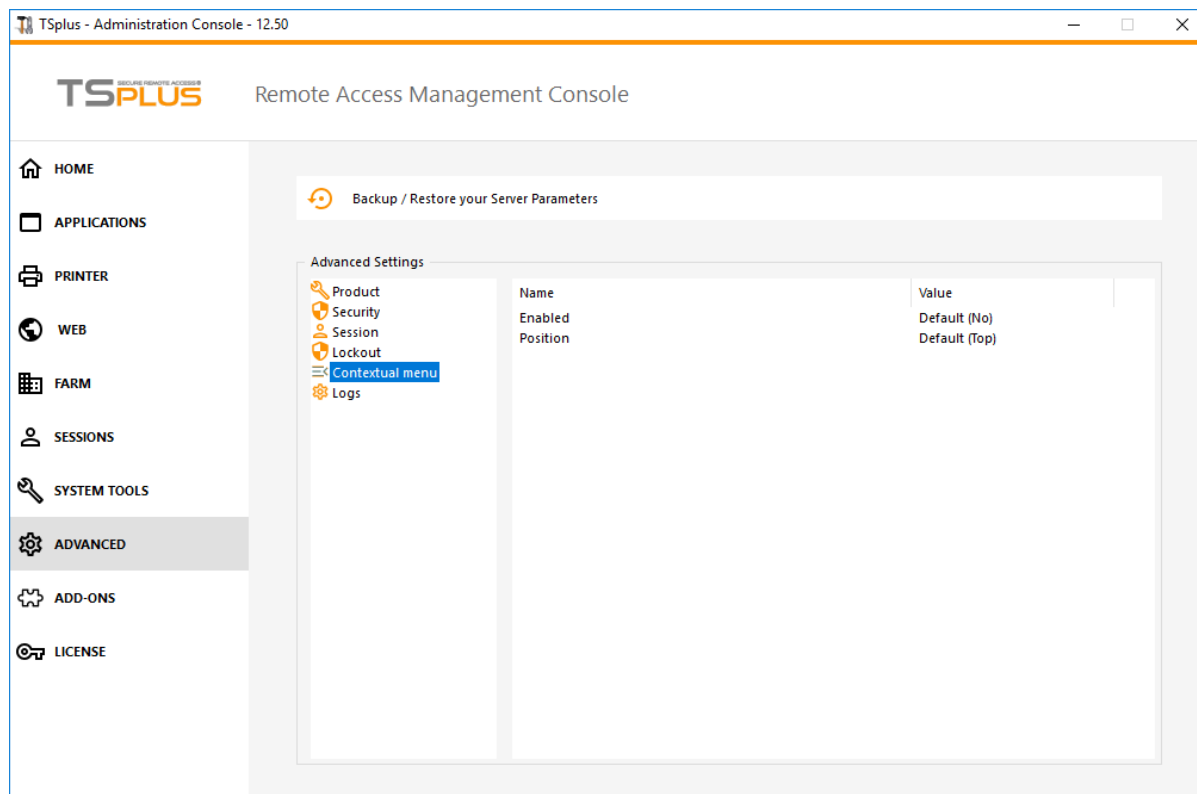 TSplus - Administration Console - 12.50
SECURE REMOTE ACCESS®
TSPLUS
Remote Access Management Console
HOME
APPLICATIONS
PRINTER
WEB
FARM
SESSIONS
SYSTEM TOOLS
ADVANCED
ADD-ONS
LICENSE
Backup / Restore your Server Parameters
Advanced Settings
Product
Security
Session
Lockout
Contextual menu
Logs
Name Value
Enabled Default (No)
Position Default (Top)